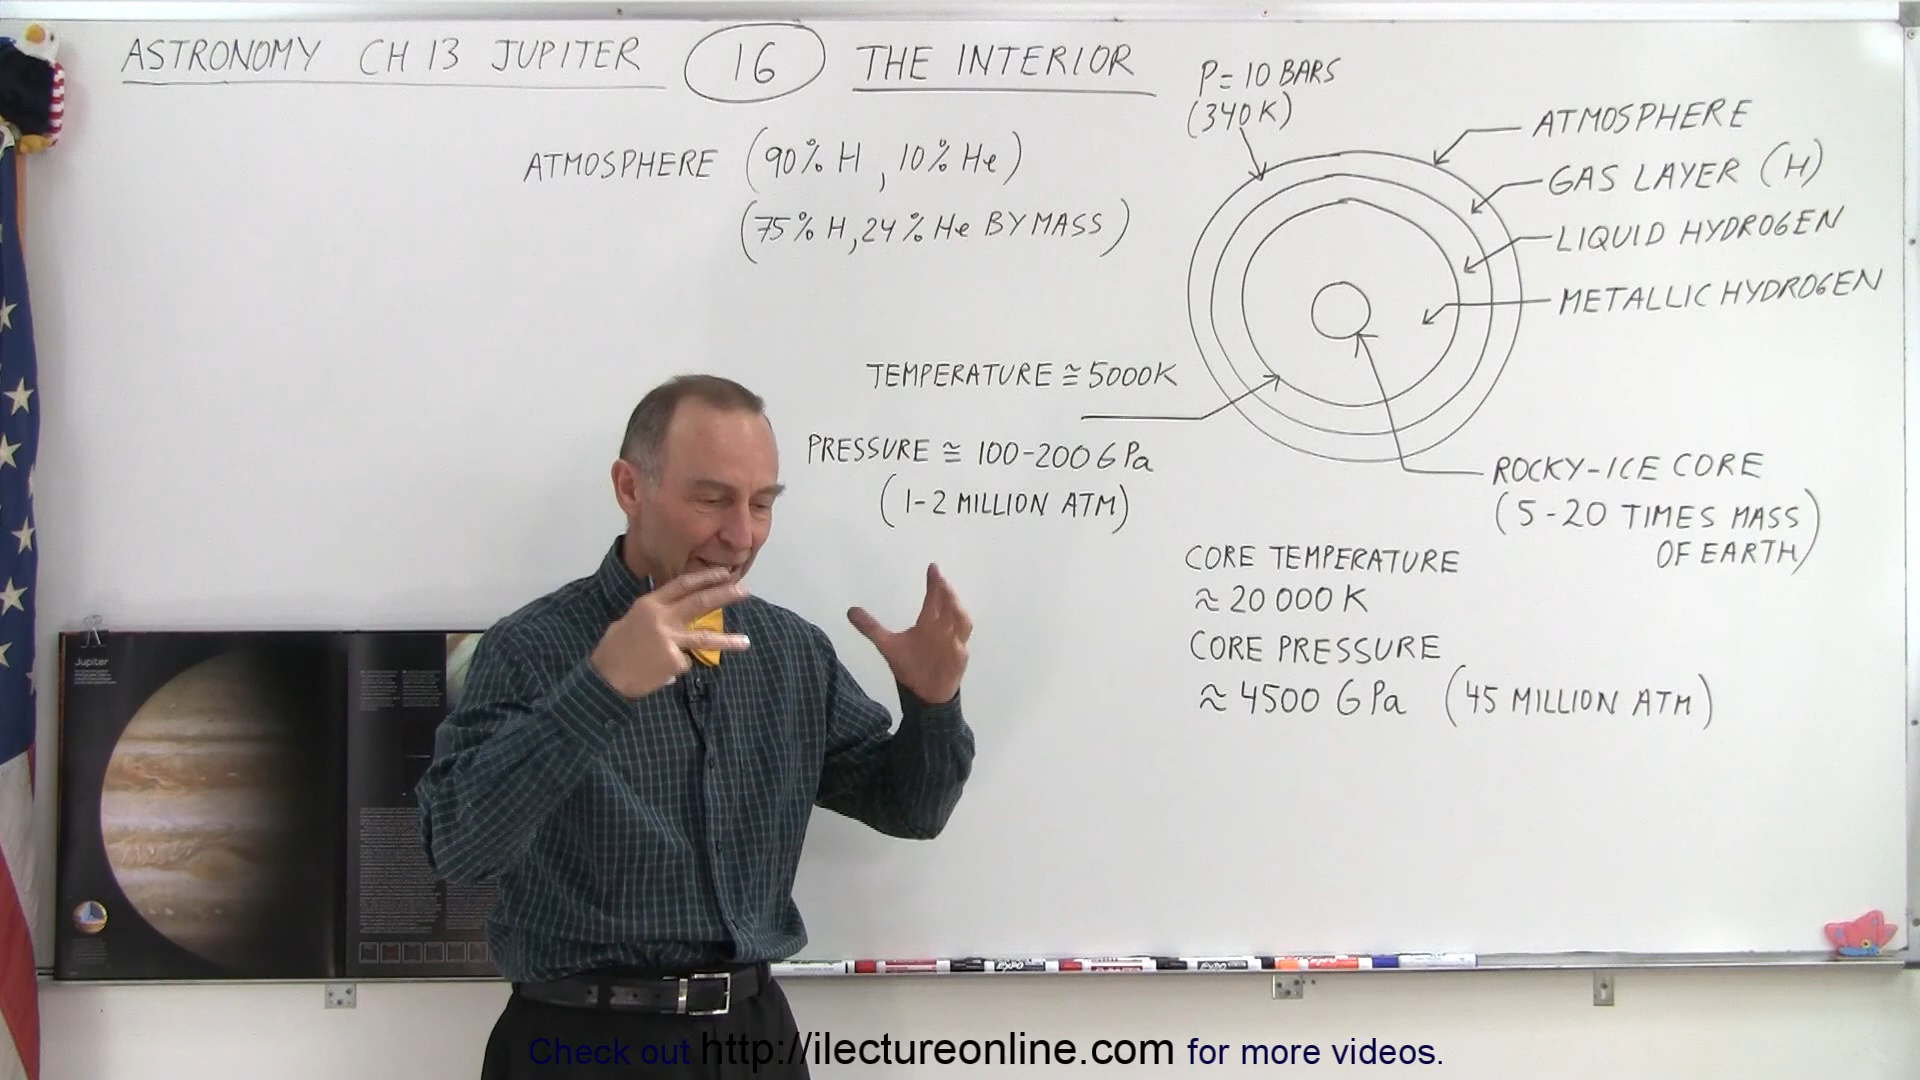 ASTRONOMY CH 13 JUPITER 16 THE INTERIOR
P = 10 BARS
(340K)
ATMOSPHERE (90% H, 10% He)
(75% H, 24% He BY MASS)
ATMOSPHERE
GAS LAYER (H)
LIQUID HYDROGEN
METALLIC HYDROGEN
TEMPERATURE ≅ 5000K
PRESSURE ≅ 100-200 GPa
(1-2 MILLION ATM)
ROCKY-ICE CORE
(5-20 TIMES MASS
OF EARTH)
CORE TEMPERATURE
≈ 20 000 K
CORE PRESSURE
≈ 4500 GPa (45 MILLION ATM)
Jupiter
EXPO
EXPO
Check out http://ilectureonline.com for more videos.